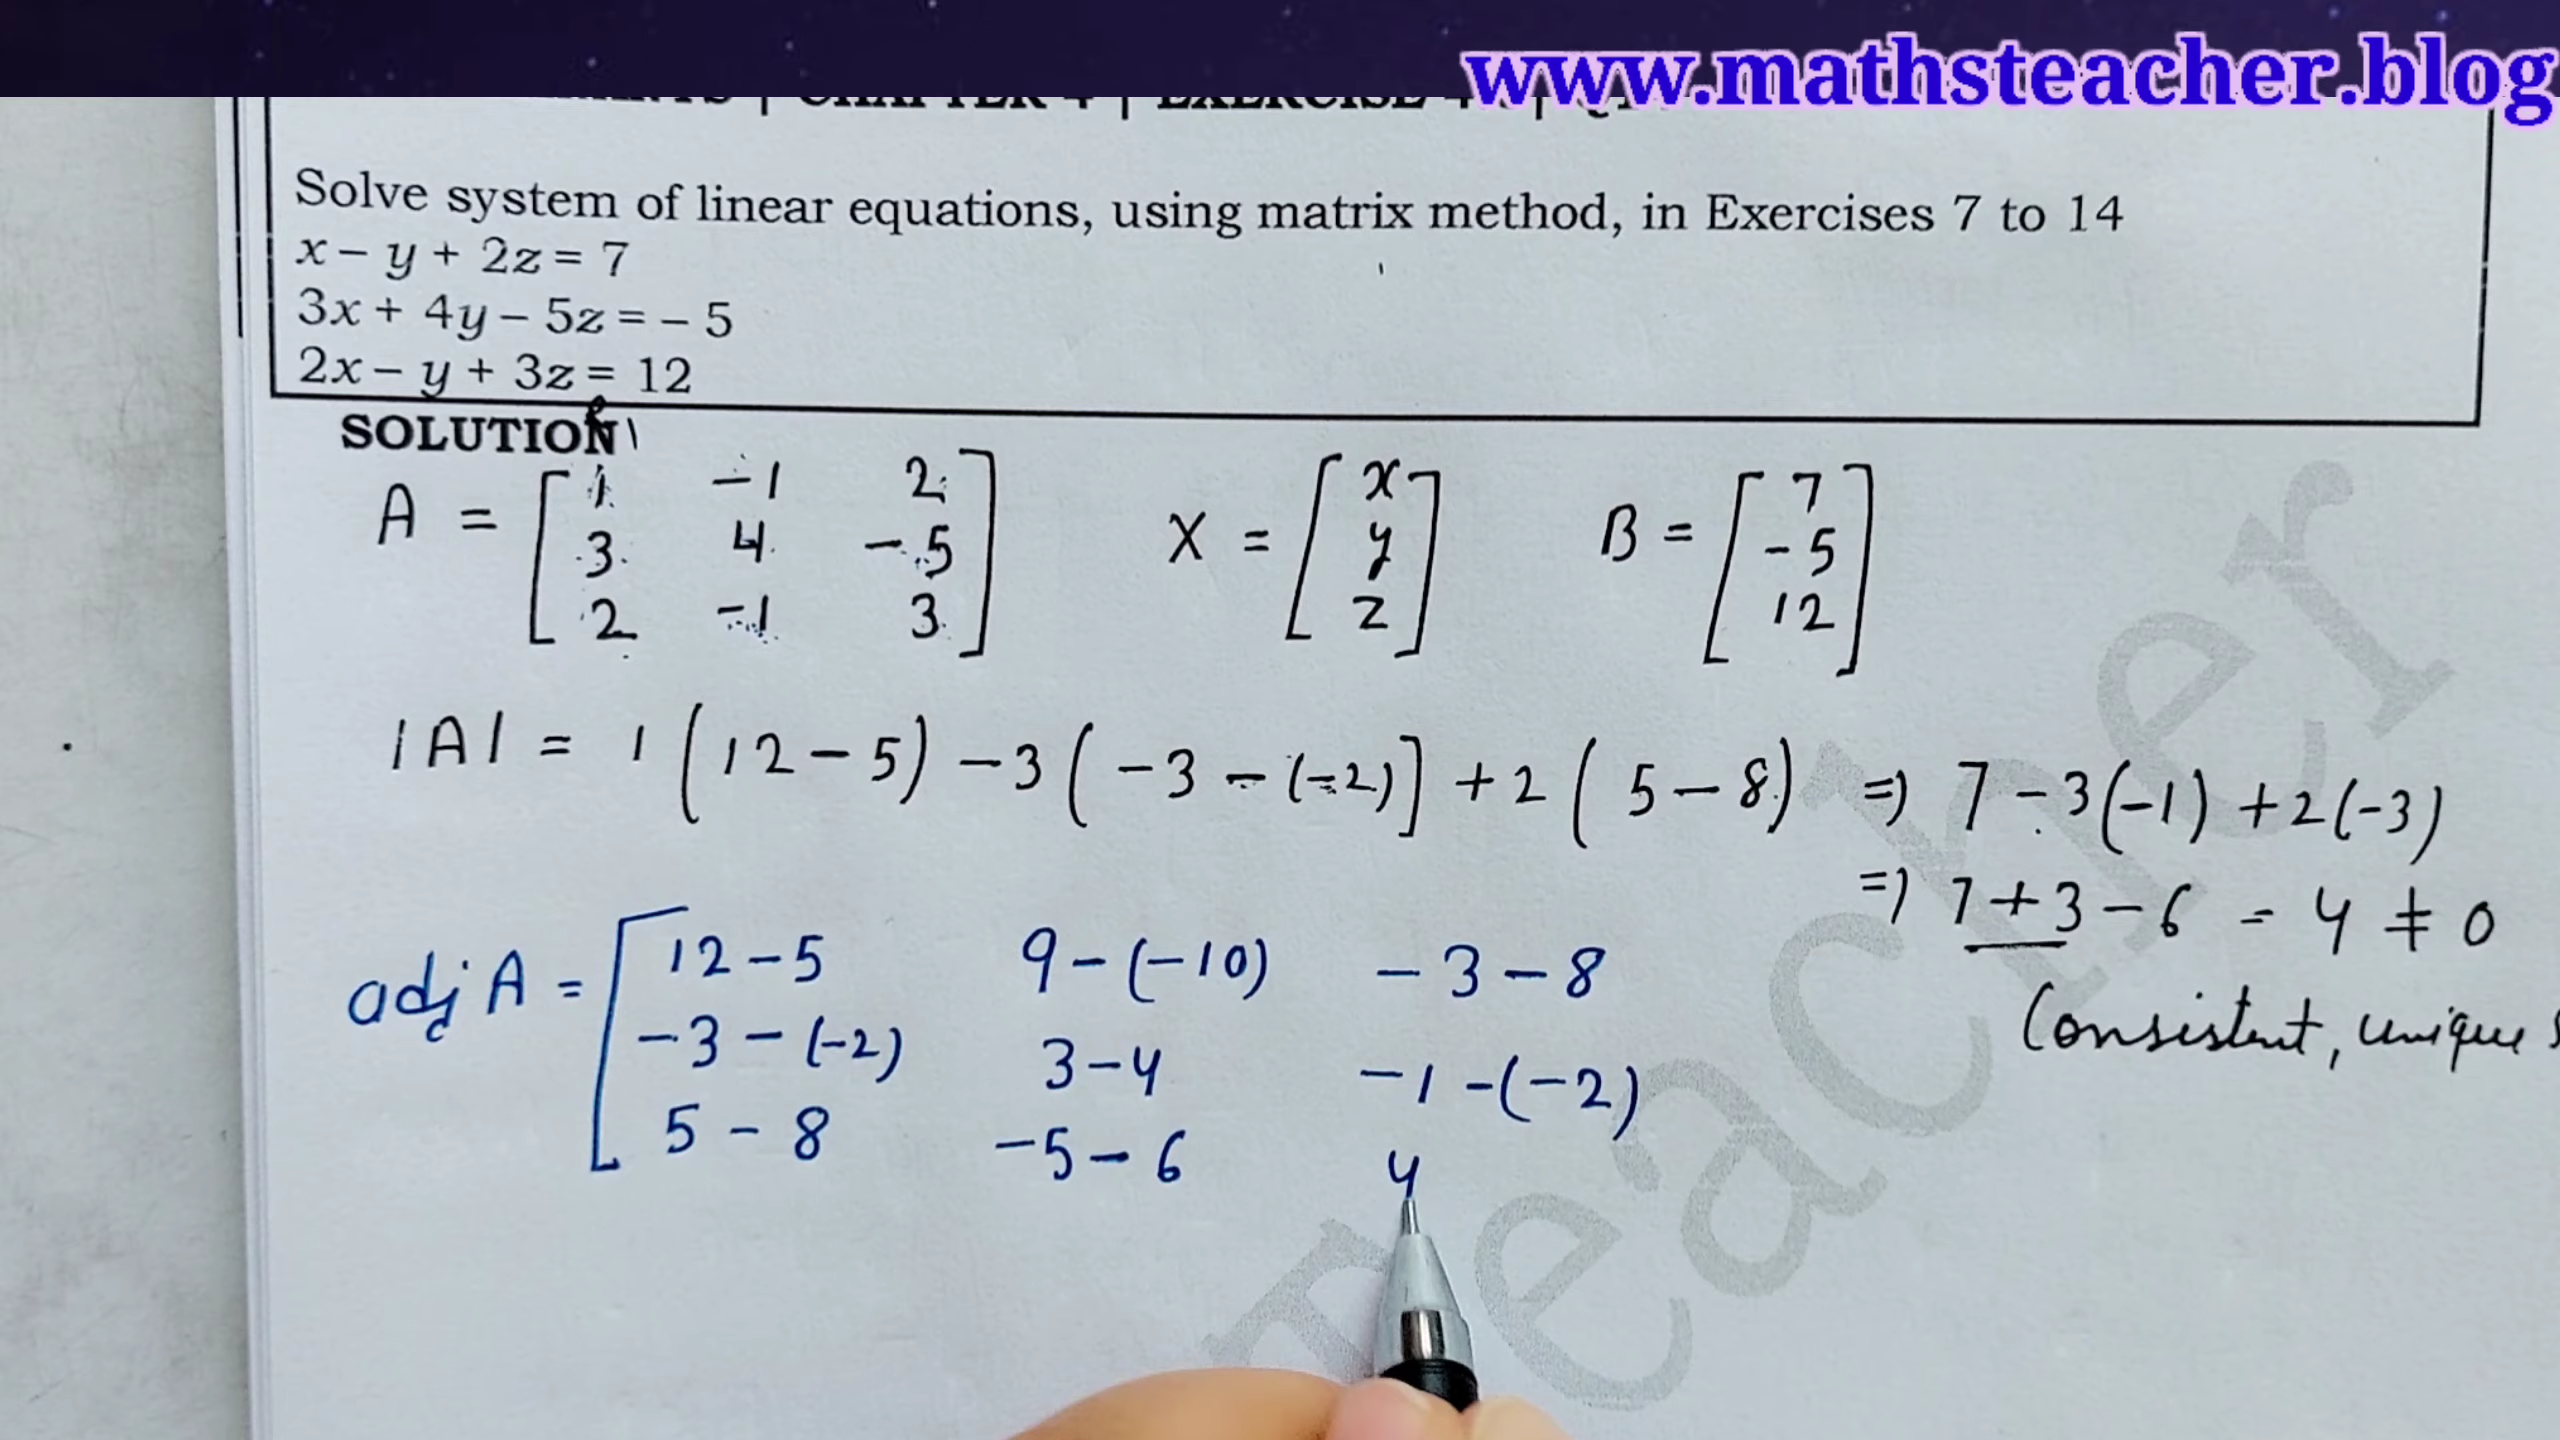 www.mathsteacher.blog
CHAPTER 4 | EXERCISE
Solve system of linear equations, using matrix method, in Exercises 7 to 14
x – y + 2z = 7
3x + 4y – 5z = – 5
2x – y + 3z = 12
SOLUTION
A = [ 1 -1 2 X = [ x B = [ 7
3 4 -5 y -5
2 -1 3 ] z ] 12 ]
|A| = 1 ( 12 - 5) - 3 ( -3 - (-2)] + 2 ( 5 - 8) => 7 - 3(-1) + 2(-3)
=> 7 + 3 - 6 = 4 ≠ 0
Consistent, unique
adj A = [ 12 - 5 9 - (-10) - 3 - 8
-3 - (-2) 3 - 4 -1 - (-2)
5 - 8 -5 - 6 4
eacher